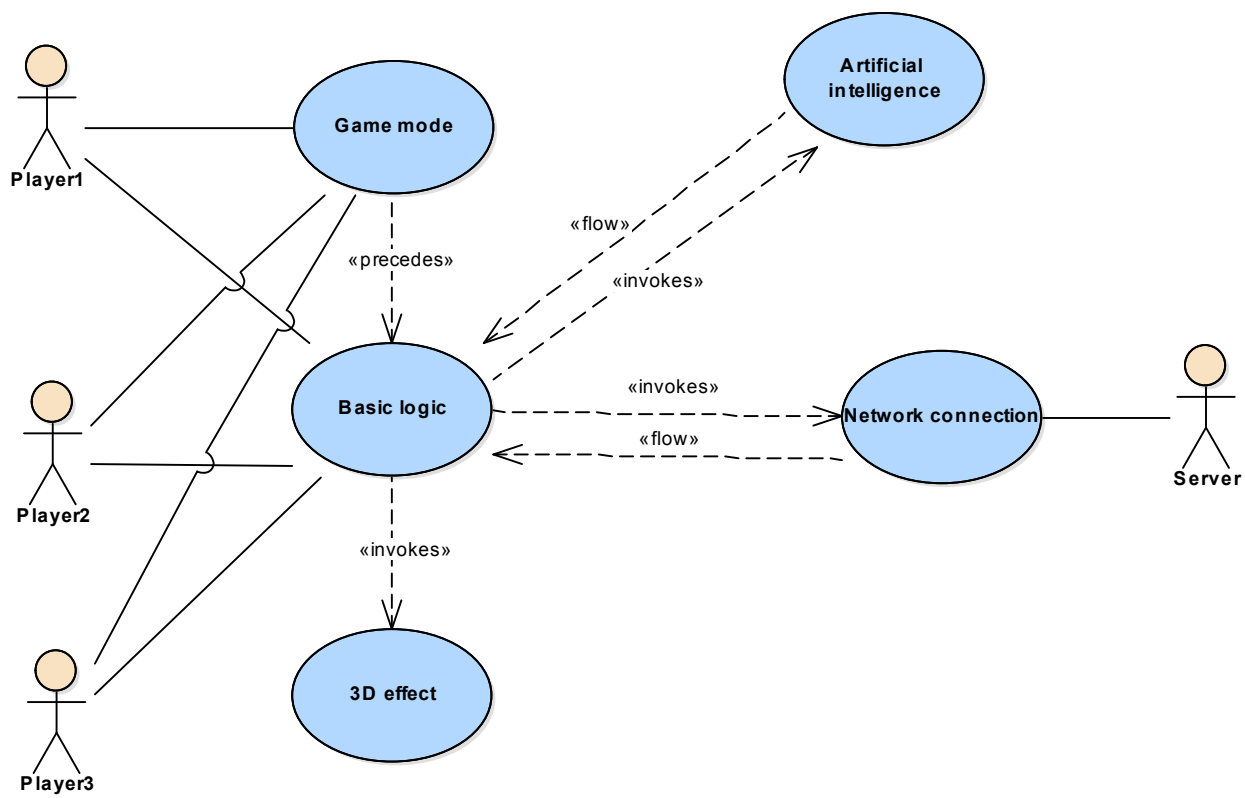 Artificial
intelligence
Game mode
Player1
«flow»
«precedes»
«invokes»
«invokes»
Basic logic
Network connection
«flow»
Server
Player2
«invokes»
3D effect
Player3